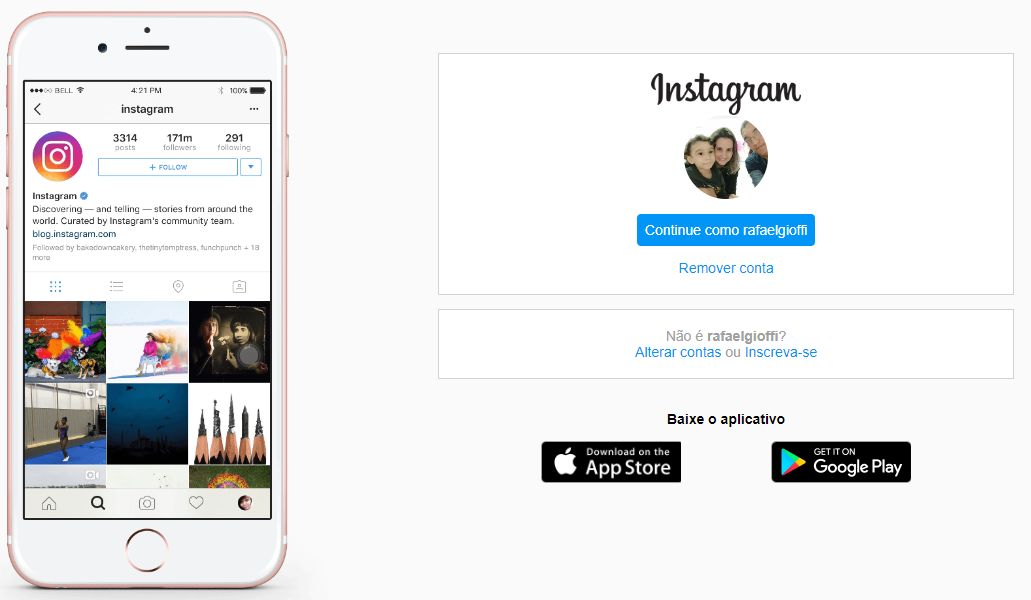 BELL 4:21 PM 100%
instagram
3314 171m 291
posts followers following
+ FOLLOW
Instagram
Discovering — and telling — stories from around the
world. Curated by Instagram's community team.
blog.instagram.com
Followed by bakedowncakery, thetinytemptress, funchpunch + 18
more
Instagram
Continue como rafaelgioffi
Remover conta
Não é rafaelgioffi?
Alterar contas ou Inscreva-se
Baixe o aplicativo
Download on the
App Store
GET IT ON
Google Play